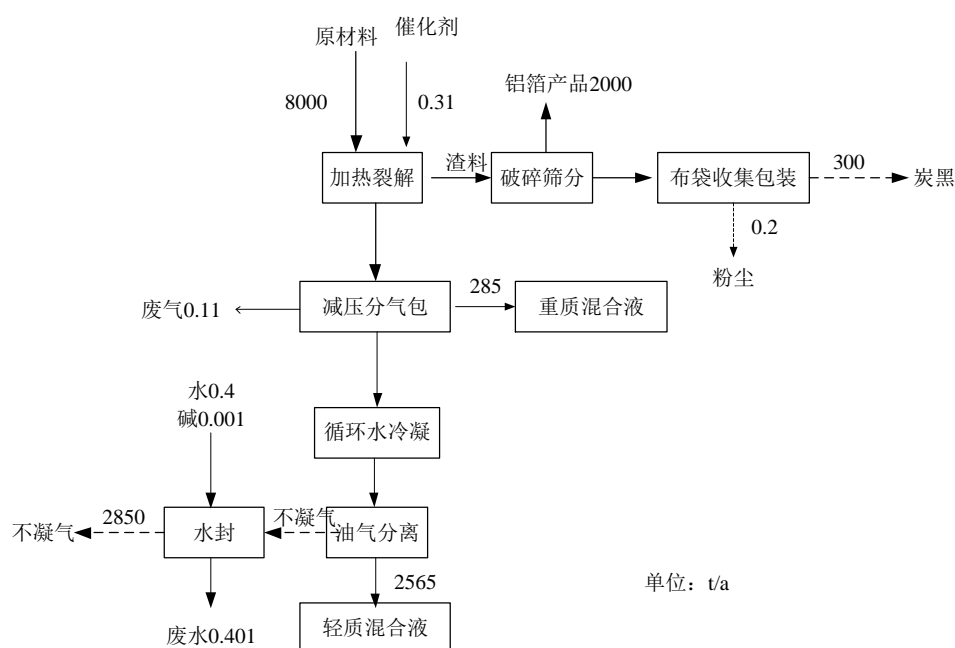 催化剂
原材料
铝箔产品2000
8000
0.31
渣料
300
加热裂解
破碎筛分
布袋收集包装
炭黑
0.2
粉尘
285
废气0.11
减压分气包
重质混合液
水0.4
碱0.001
循环水冷凝
2850
不凝气
不凝气
水封
油气分离
2565
单位：t/a
废水0.401
轻质混合液